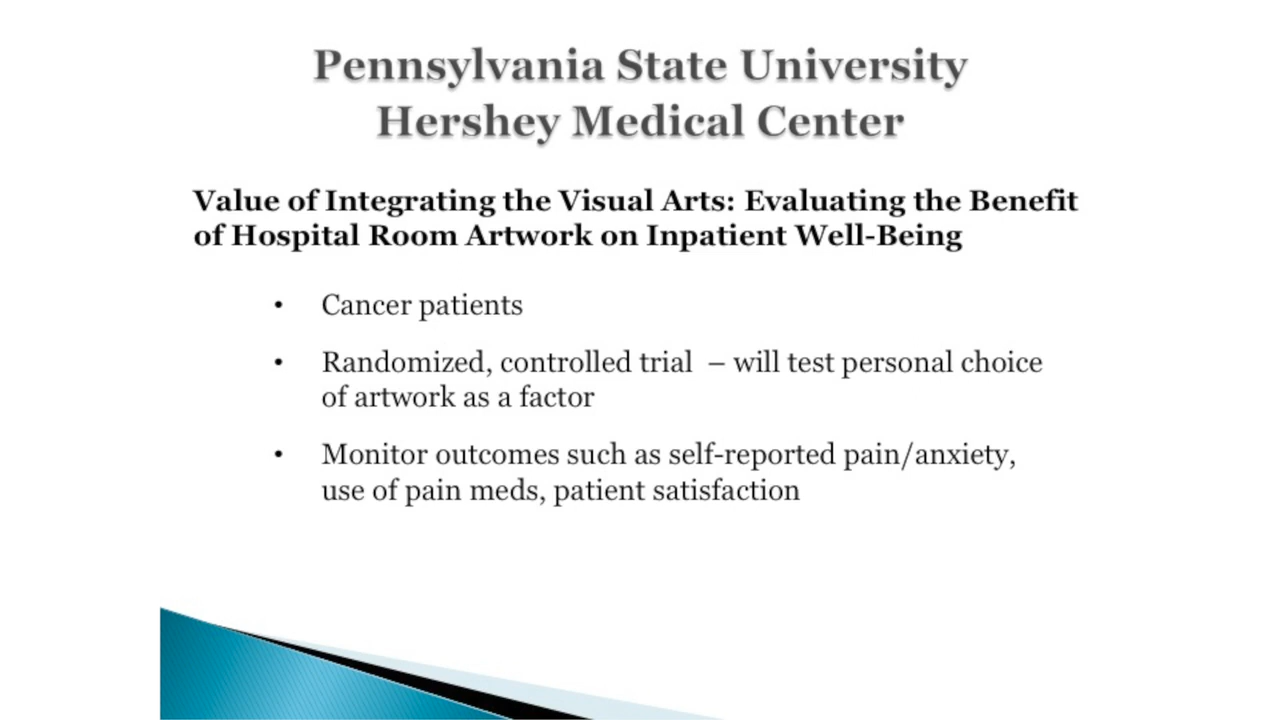 Pennsylvania State University
Hershey Medical Center
Value of Integrating the Visual Arts: Evaluating the Benefit
of Hospital Room Artwork on Inpatient Well-Being
• Cancer patients
• Randomized, controlled trial – will test personal choice
of artwork as a factor
• Monitor outcomes such as self-reported pain/anxiety,
use of pain meds, patient satisfaction